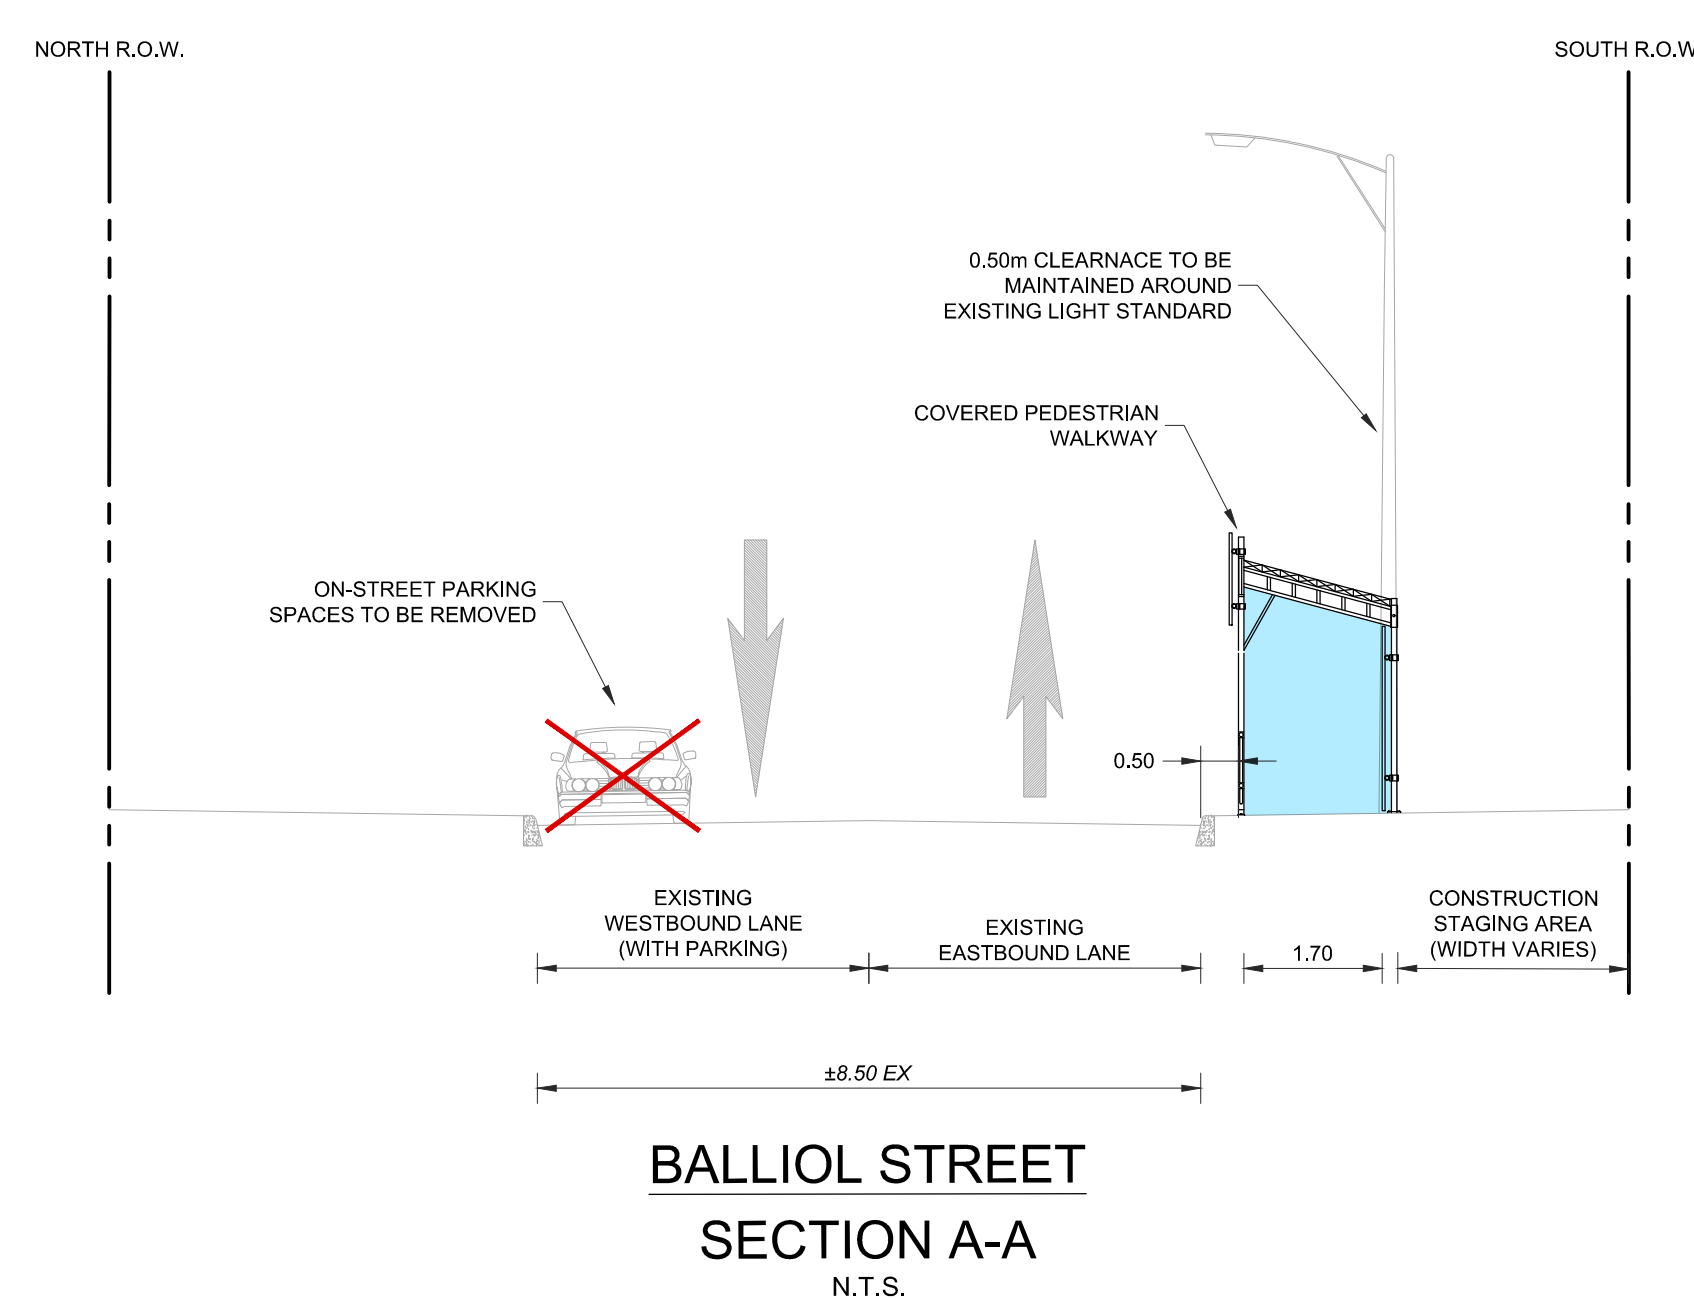 NORTH R.O.W.
SOUTH R.O.W
0.50m CLEARNACE TO BE
MAINTAINED AROUND
EXISTING LIGHT STANDARD
COVERED PEDESTRIAN
WALKWAY
ON-STREET PARKING
SPACES TO BE REMOVED
0.50
EXISTING
WESTBOUND LANE
(WITH PARKING)
EXISTING
EASTBOUND LANE
1.70
CONSTRUCTION
STAGING AREA
(WIDTH VARIES)
±8.50 EX
BALLIOL STREET
SECTION A-A
N.T.S.